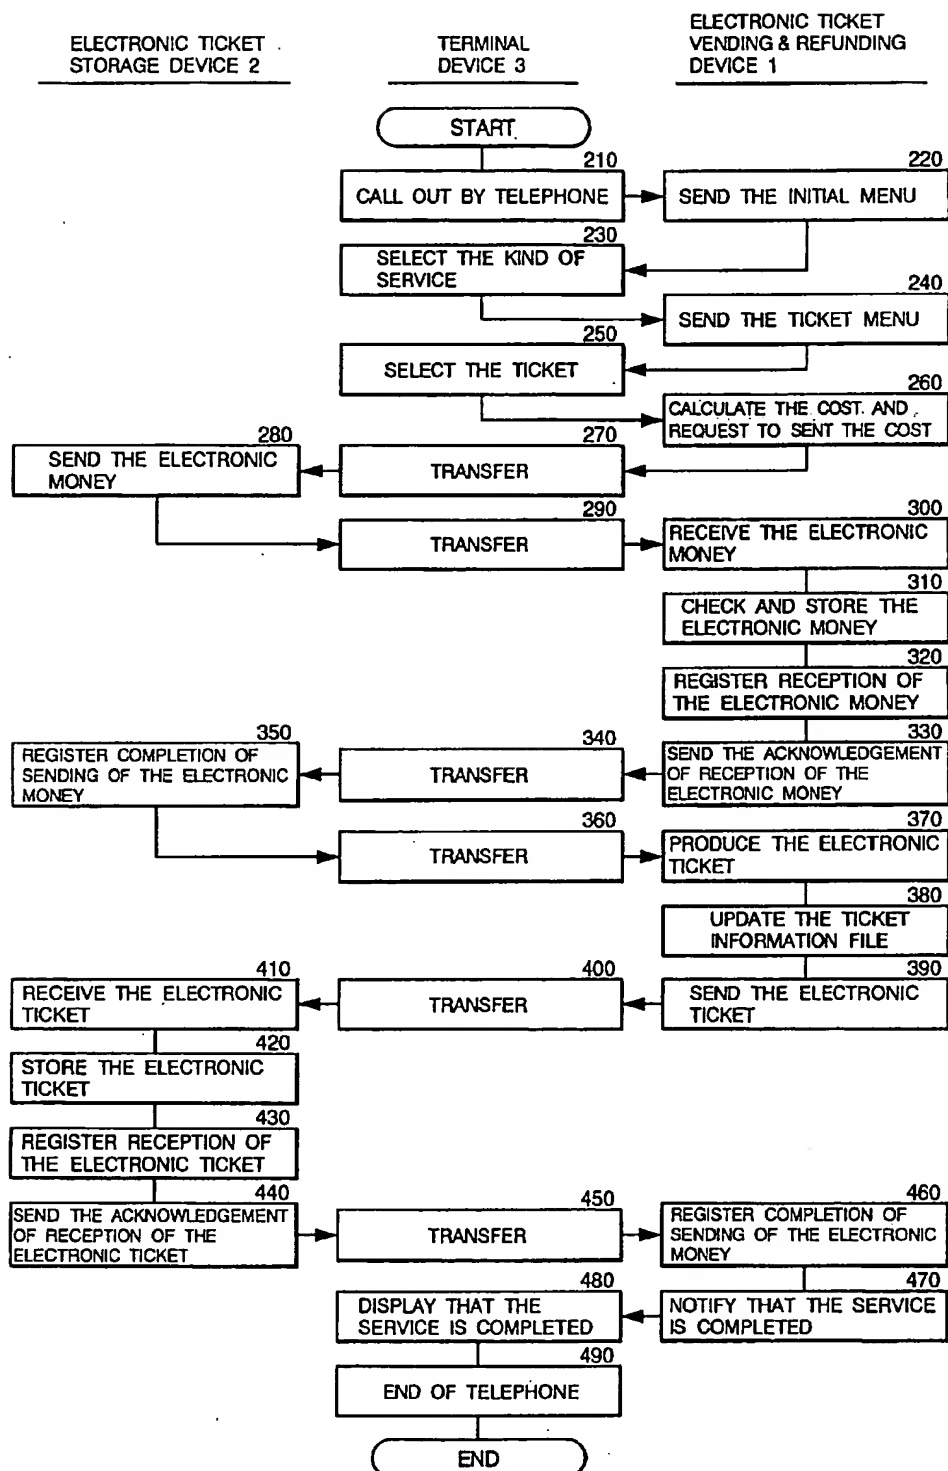 ELECTRONIC TICKET
STORAGE DEVICE 2
TERMINAL
DEVICE 3
ELECTRONIC TICKET
VENDING & REFUNDING
DEVICE 1
START
210
CALL OUT BY TELEPHONE
220
SEND THE INITIAL MENU
230
SELECT THE KIND OF
SERVICE
240
SEND THE TICKET MENU
250
SELECT THE TICKET
260
CALCULATE THE COST AND
REQUEST TO SENT THE COST
270
TRANSFER
280
SEND THE ELECTRONIC
MONEY
290
TRANSFER
300
RECEIVE THE ELECTRONIC
MONEY
310
CHECK AND STORE THE
ELECTRONIC MONEY
320
REGISTER RECEPTION OF
THE ELECTRONIC MONEY
330
SEND THE ACKNOWLEDGEMENT
OF RECEPTION OF THE
ELECTRONIC MONEY
340
TRANSFER
350
REGISTER COMPLETION OF
SENDING OF THE ELECTRONIC
MONEY
360
TRANSFER
370
PRODUCE THE ELECTRONIC
TICKET
380
UPDATE THE TICKET
INFORMATION FILE
390
SEND THE ELECTRONIC
TICKET
400
TRANSFER
410
RECEIVE THE ELECTRONIC
TICKET
420
STORE THE ELECTRONIC
TICKET
430
REGISTER RECEPTION OF
THE ELECTRONIC TICKET
440
SEND THE ACKNOWLEDGEMENT
OF RECEPTION OF THE
ELECTRONIC TICKET
450
TRANSFER
460
REGISTER COMPLETION OF
SENDING OF THE ELECTRONIC
MONEY
470
NOTIFY THAT THE SERVICE
IS COMPLETED
480
DISPLAY THAT THE
SERVICE IS COMPLETED
490
END OF TELEPHONE
END